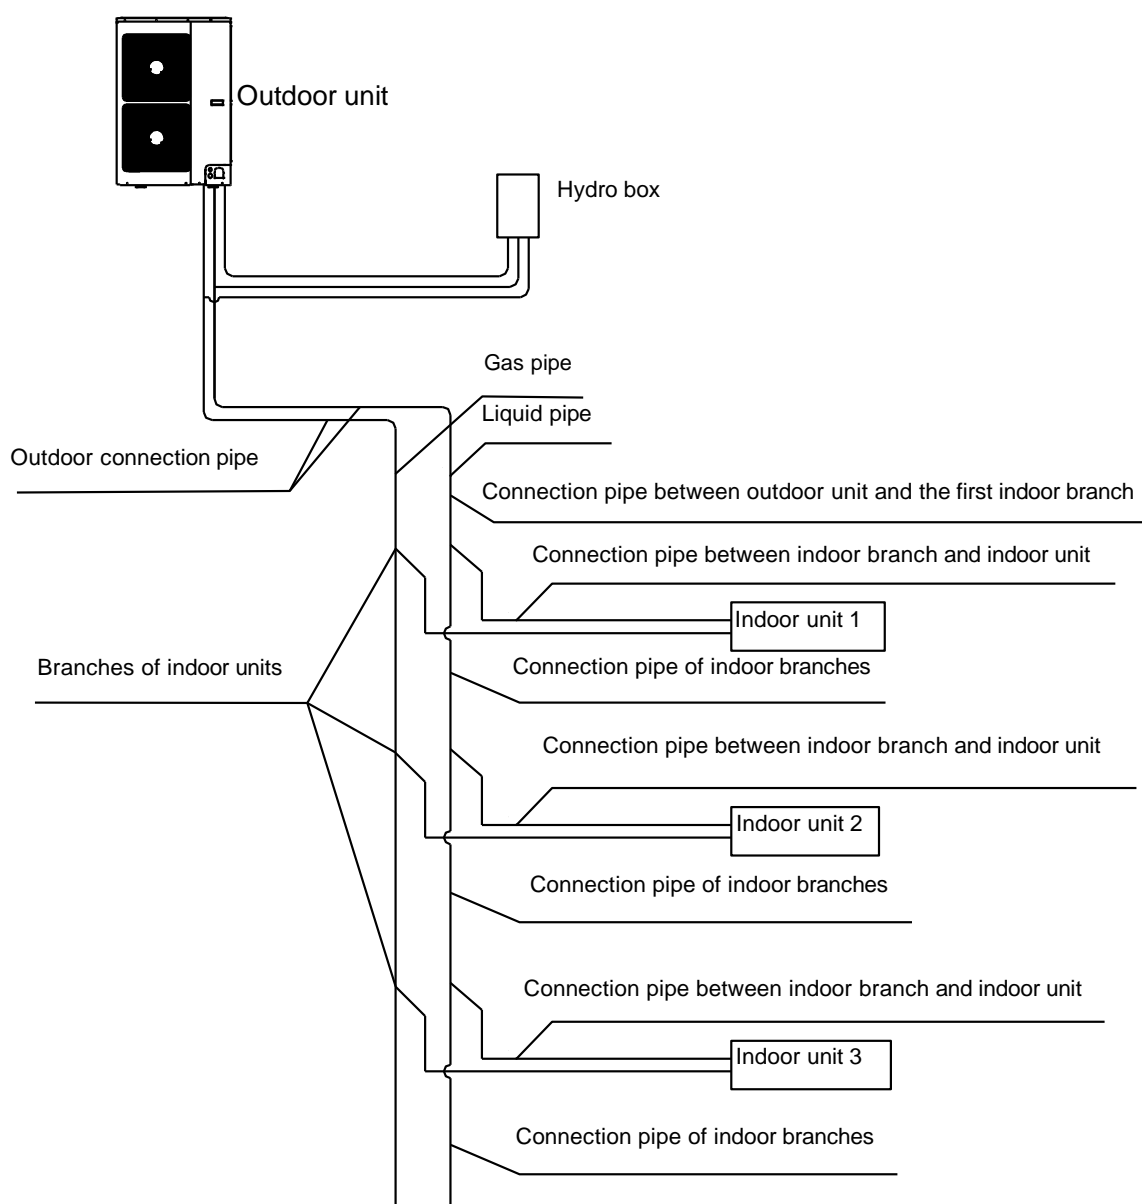 Outdoor unit
Hydro box
Gas pipe
Liquid pipe
Outdoor connection pipe
Connection pipe between outdoor unit and the first indoor branch
Connection pipe between indoor branch and indoor unit
Indoor unit 1
Branches of indoor units
Connection pipe of indoor branches
Connection pipe between indoor branch and indoor unit
Indoor unit 2
Connection pipe of indoor branches
Connection pipe between indoor branch and indoor unit
Indoor unit 3
Connection pipe of indoor branches